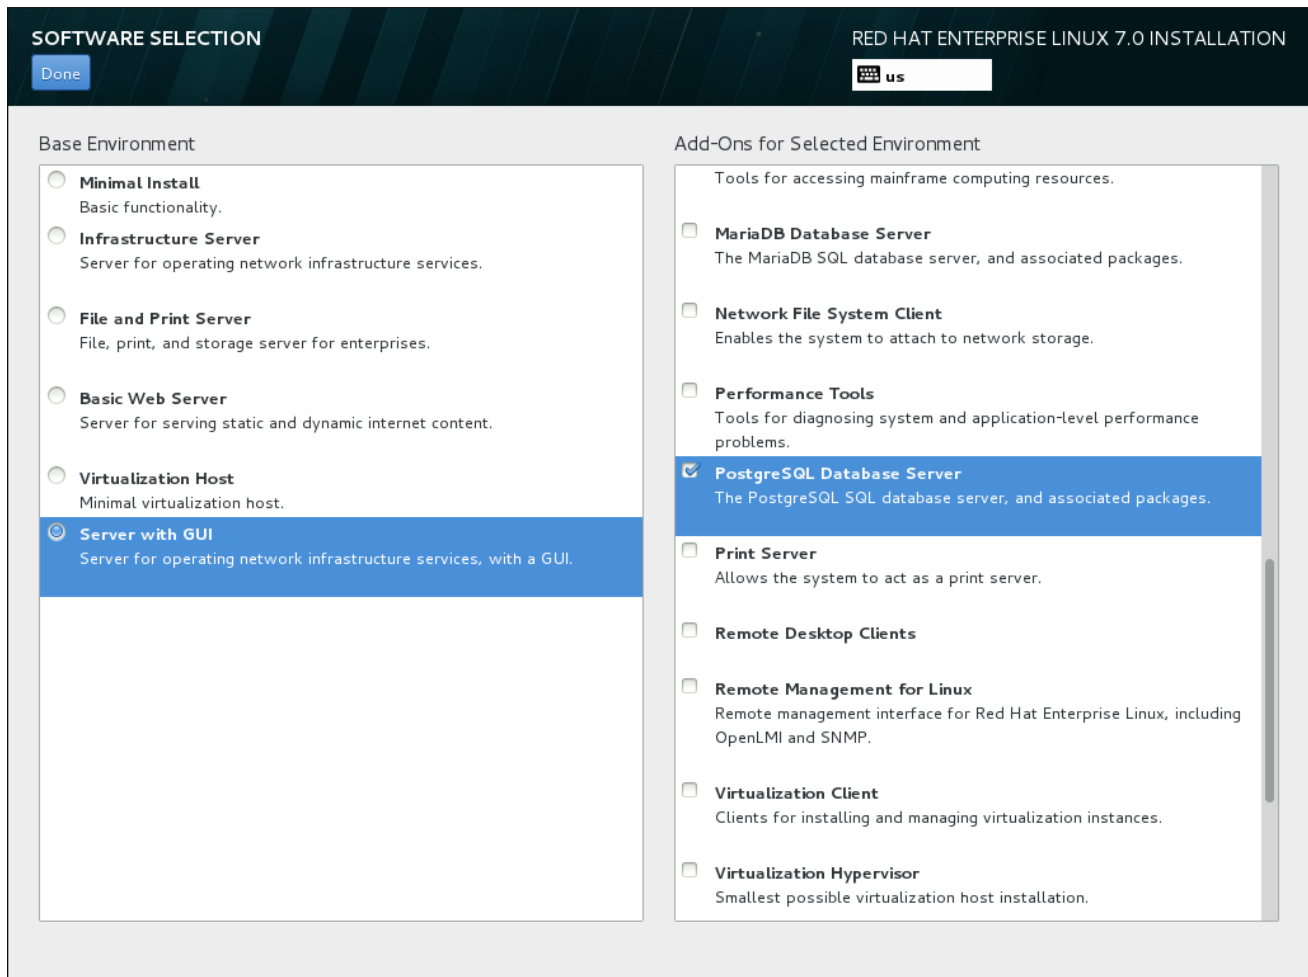 SOFTWARE SELECTION
RED HAT ENTERPRISE LINUX 7.0 INSTALLATION
Done
us
Base Environment
Minimal Install
Basic functionality.
Infrastructure Server
Server for operating network infrastructure services.
File and Print Server
File, print, and storage server for enterprises.
Basic Web Server
Server for serving static and dynamic internet content.
Virtualization Host
Minimal virtualization host.
Server with GUI
Server for operating network infrastructure services, with a GUI.
Add-Ons for Selected Environment
Tools for accessing mainframe computing resources.
MariaDB Database Server
The MariaDB SQL database server, and associated packages.
Network File System Client
Enables the system to attach to network storage.
Performance Tools
Tools for diagnosing system and application-level performance
problems.
PostgreSQL Database Server
The PostgreSQL SQL database server, and associated packages.
Print Server
Allows the system to act as a print server.
Remote Desktop Clients
Remote Management for Linux
Remote management interface for Red Hat Enterprise Linux, including
OpenLMI and SNMP.
Virtualization Client
Clients for installing and managing virtualization instances.
Virtualization Hypervisor
Smallest possible virtualization host installation.